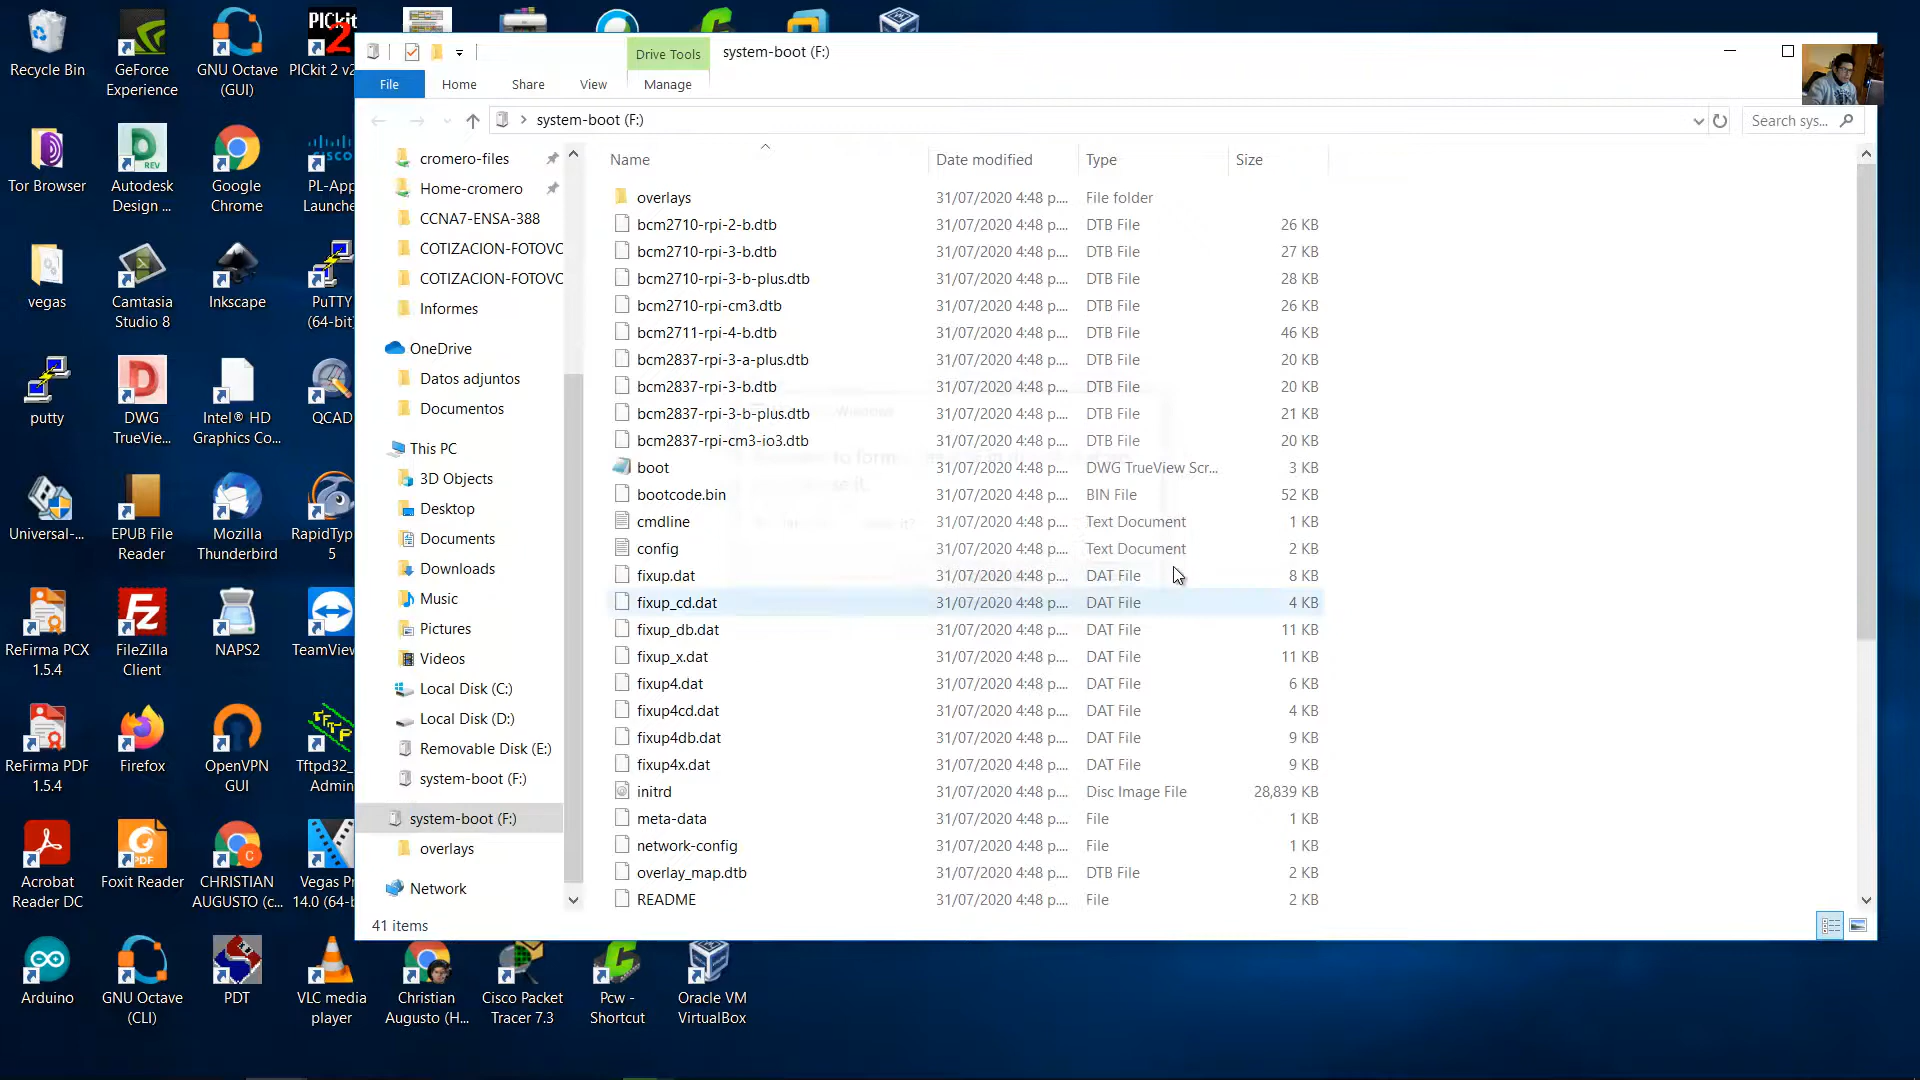 Recycle Bin
GeForce
Experience
GNU Octave
(GUI)
PICkit
2
PICkit 2 v2
Tor Browser
REV
Autodesk
Design ...
Google
Chrome
cisco
PL-App
Launche
vegas
Camtasia
Studio 8
Inkscape
PuTTY
(64-bit)
putty
DWG
TrueVie...
Intel® HD
Graphics Co...
QCAD
Universal-...
EPUB File
Reader
Mozilla
Thunderbird
RapidTyp
5
ReFirma PCX
1.5.4
FileZilla
Client
NAPS2
TeamView
ReFirma PDF
1.5.4
Firefox
OpenVPN
GUI
Tftpd32_
Admin
Acrobat
Reader DC
PDF
Foxit Reader
CHRISTIAN
AUGUSTO (c...
Vegas Pr
14.0 (64-b
Arduino
GNU Octave
(CLI)
PDT
VLC media
player
Christian
Augusto (H...
Cisco Packet
Tracer 7.3
Pcw -
Shortcut
Oracle VM
VirtualBox
Drive Tools
system-boot (F:)
File
Home
Share
View
Manage
system-boot (F:)
Search sys...
cromero-files
Home-cromero
CCNA7-ENSA-388
COTIZACION-FOTOVC
COTIZACION-FOTOVC
Informes
OneDrive
Datos adjuntos
Documentos
This PC
3D Objects
Desktop
Documents
Downloads
Music
Pictures
Videos
Local Disk (C:)
Local Disk (D:)
Removable Disk (E:)
system-boot (F:)
system-boot (F:)
overlays
Network
Name Date modified Type Size
overlays 31/07/2020 4:48 p.... File folder
bcm2710-rpi-2-b.dtb 31/07/2020 4:48 p.... DTB File 26 KB
bcm2710-rpi-3-b.dtb 31/07/2020 4:48 p.... DTB File 27 KB
bcm2710-rpi-3-b-plus.dtb 31/07/2020 4:48 p.... DTB File 28 KB
bcm2710-rpi-cm3.dtb 31/07/2020 4:48 p.... DTB File 26 KB
bcm2711-rpi-4-b.dtb 31/07/2020 4:48 p.... DTB File 46 KB
bcm2837-rpi-3-a-plus.dtb 31/07/2020 4:48 p.... DTB File 20 KB
bcm2837-rpi-3-b.dtb 31/07/2020 4:48 p.... DTB File 20 KB
bcm2837-rpi-3-b-plus.dtb 31/07/2020 4:48 p.... DTB File 21 KB
bcm2837-rpi-cm3-io3.dtb 31/07/2020 4:48 p.... DTB File 20 KB
boot 31/07/2020 4:48 p.... DWG TrueView Scr... 3 KB
bootcode.bin 31/07/2020 4:48 p.... BIN File 52 KB
cmdline 31/07/2020 4:48 p.... Text Document 1 KB
config 31/07/2020 4:48 p.... Text Document 2 KB
fixup.dat 31/07/2020 4:48 p.... DAT File 8 KB
fixup_cd.dat 31/07/2020 4:48 p.... DAT File 4 KB
fixup_db.dat 31/07/2020 4:48 p.... DAT File 11 KB
fixup_x.dat 31/07/2020 4:48 p.... DAT File 11 KB
fixup4.dat 31/07/2020 4:48 p.... DAT File 6 KB
fixup4cd.dat 31/07/2020 4:48 p.... DAT File 4 KB
fixup4db.dat 31/07/2020 4:48 p.... DAT File 9 KB
fixup4x.dat 31/07/2020 4:48 p.... DAT File 9 KB
initrd 31/07/2020 4:48 p.... Disc Image File 28,839 KB
meta-data 31/07/2020 4:48 p.... File 1 KB
network-config 31/07/2020 4:48 p.... File 1 KB
overlay_map.dtb 31/07/2020 4:48 p.... DTB File 2 KB
README 31/07/2020 4:48 p.... File 2 KB
41 items